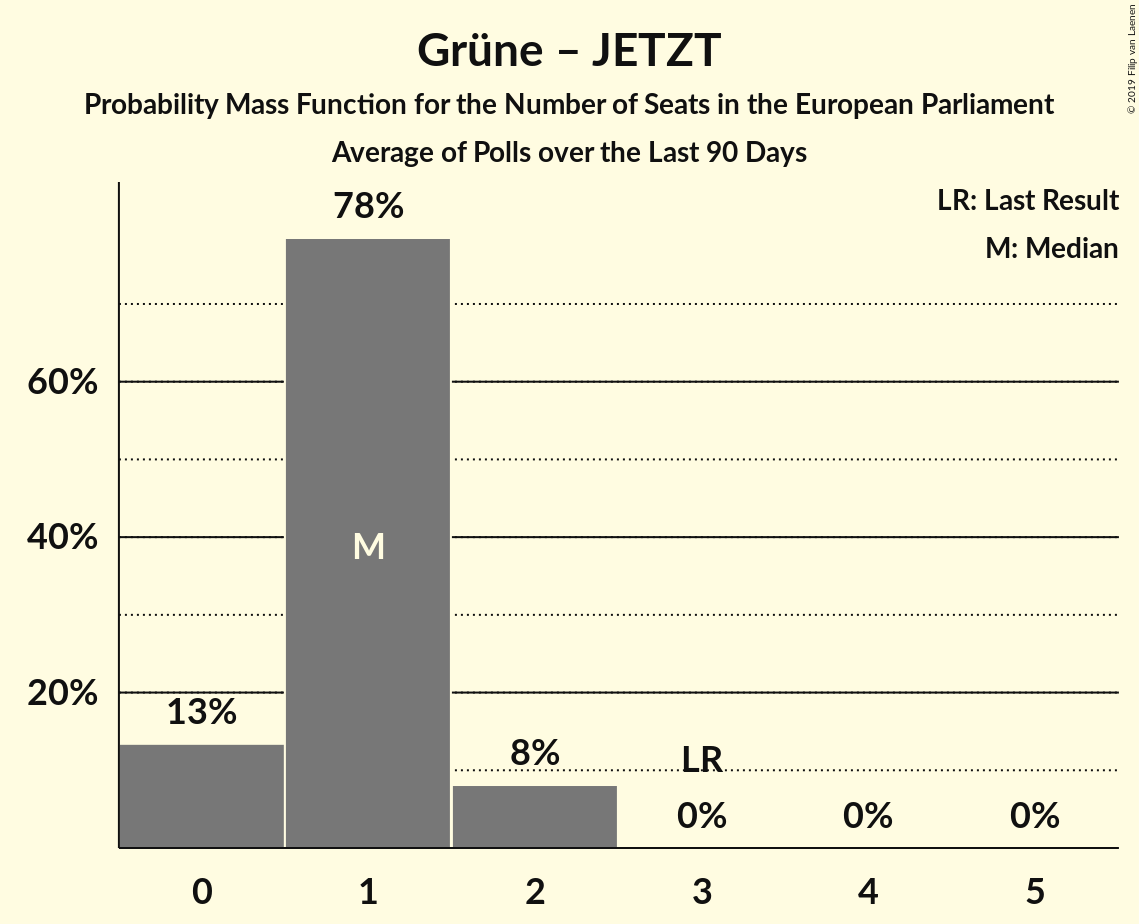 Grüne – JETZT
Probability Mass Function for the Number of Seats in the European Parliament
Average of Polls over the Last 90 Days
© 2019 Filip van Laenen
LR: Last Result
M: Median
78%
60%
40%
M
20%
13%
8%
LR
0%
0%
0%
0
1
2
3
4
5